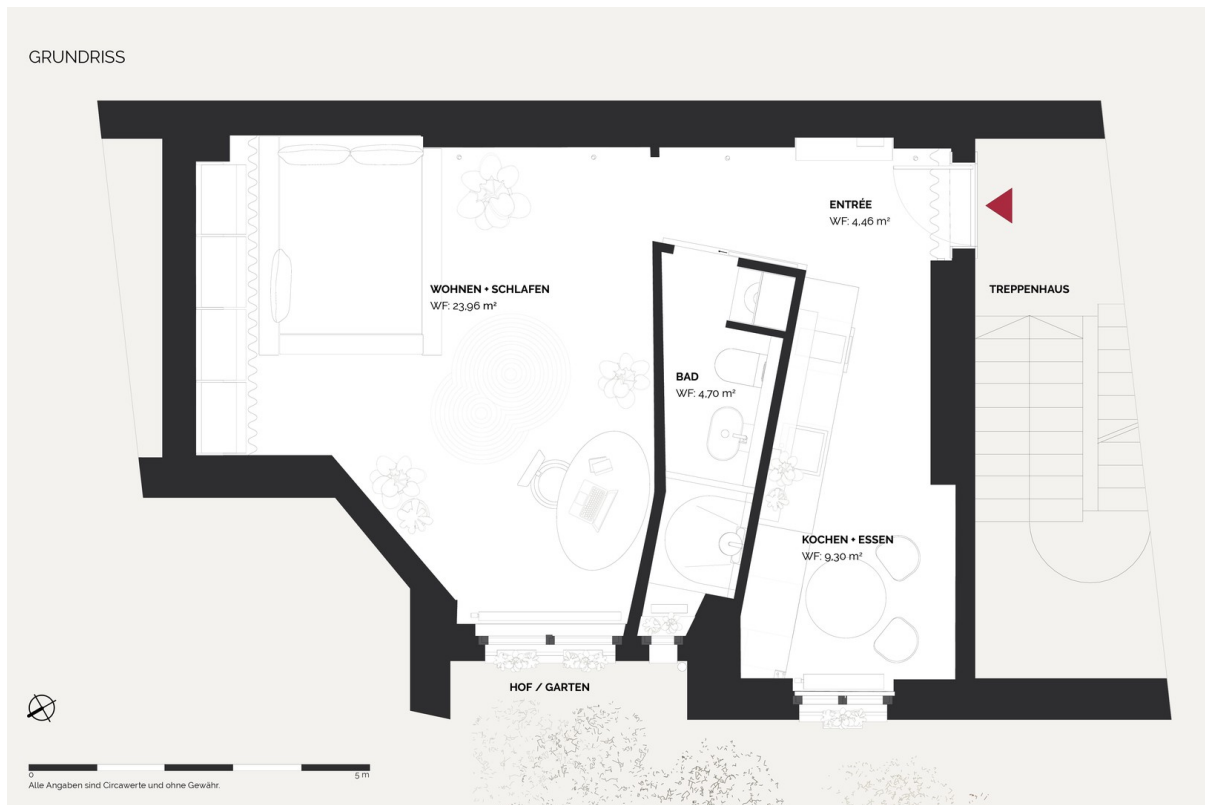 GRUNDRISS
ENTRÉE
WF: 4,46 m²
WOHNEN + SCHLAFEN
WF: 23,96 m²
TREPPENHAUS
BAD
WF: 4,70 m²
KOCHEN + ESSEN
WF: 9,30 m²
HOF / GARTEN
0 5 m
Alle Angaben sind Circawerte und ohne Gewähr.